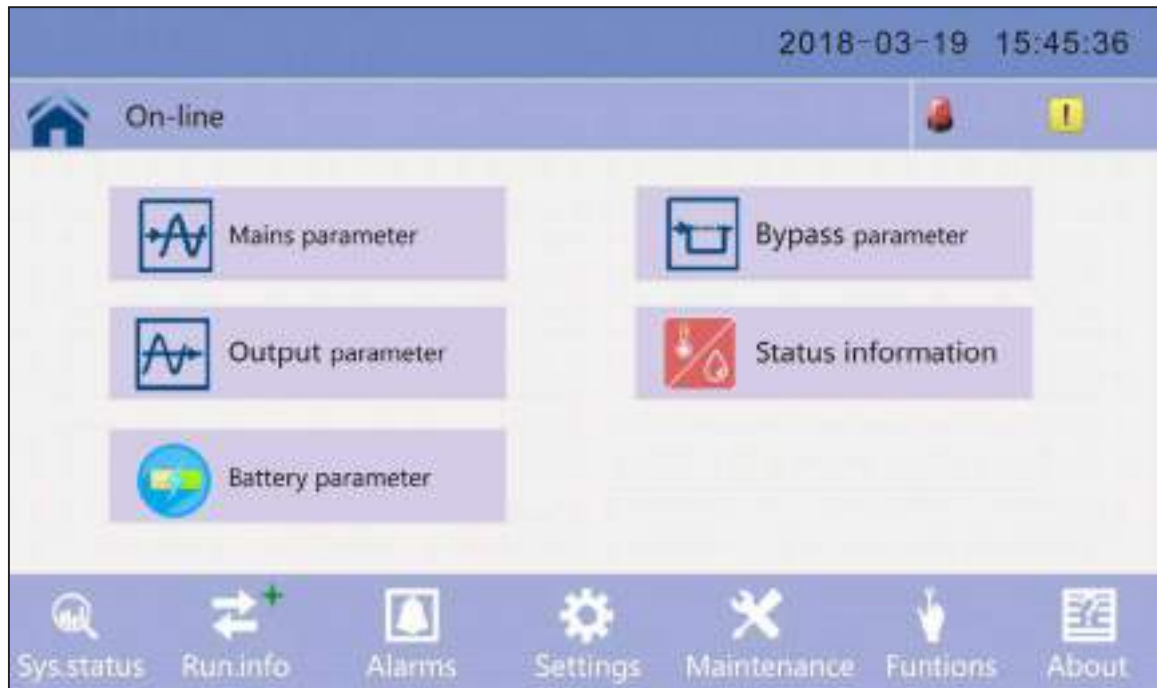 2018-03-19 15:45:36
On-line
Mains parameter
Bypass parameter
Output parameter
Status information
Battery parameter
Sys.status Run.info Alarms Settings Maintenance Funtions About